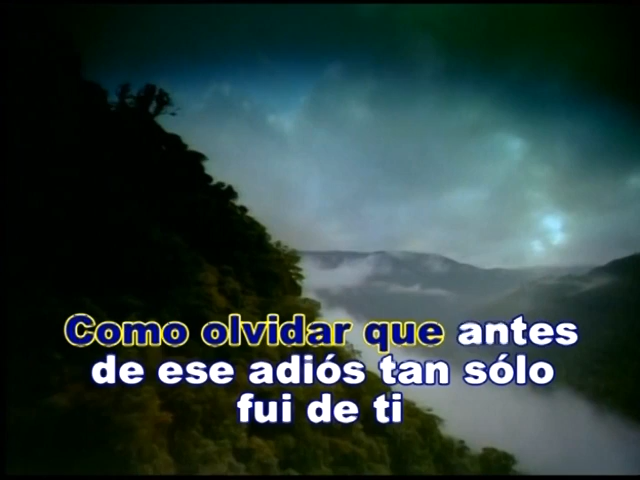 Como olvidar que antes
de ese adiós tan sólo
fui de ti